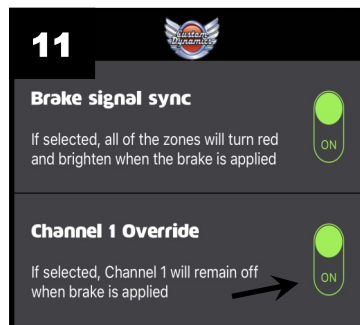 11
Custom
Dynamics
Brake signal sync
If selected, all of the zones will turn red
and brighten when the brake is applied
ON
Channel 1 Override
If selected, Channel 1 will remain off
when brake is applied
ON